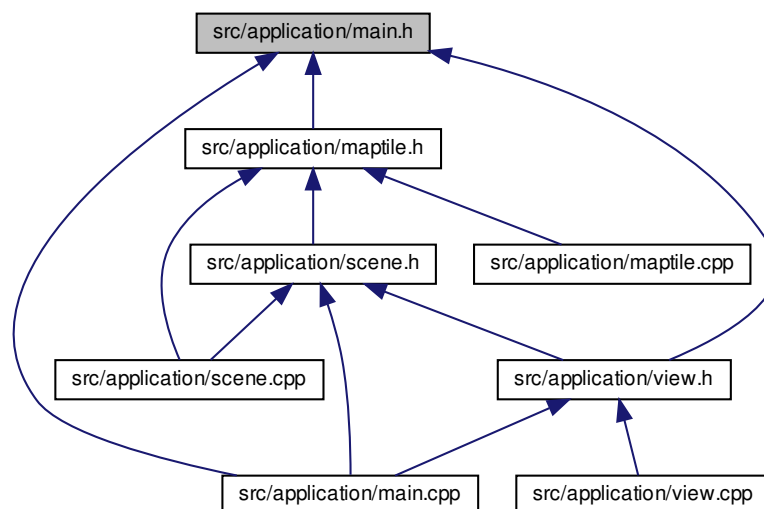 src/application/main.h
src/application/maptile.h
src/application/scene.h
src/application/maptile.cpp
src/application/scene.cpp
src/application/view.h
src/application/main.cpp
src/application/view.cpp